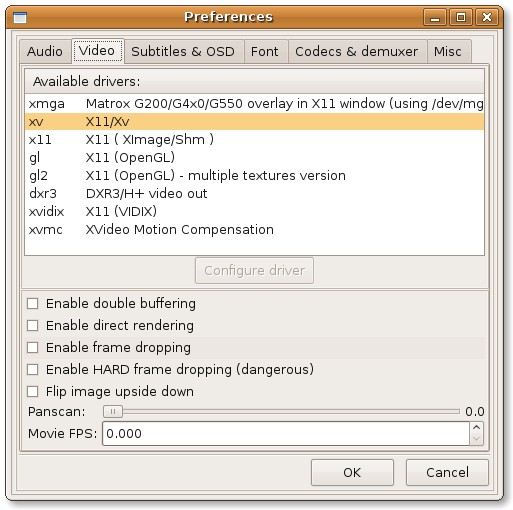 Preferences
Audio Video Subtitles & OSD Font Codecs & demuxer Misc
Available drivers:
xmga Matrox G200/G4x0/G550 overlay in X11 window (using /dev/mg
xv X11/Xv
x11 X11 ( XImage/Shm )
gl X11 (OpenGL)
gl2 X11 (OpenGL) - multiple textures version
dxr3 DXR3/H+ video out
xvidix X11 (VIDIX)
xvmc XVideo Motion Compensation
Configure driver
Enable double buffering
Enable direct rendering
Enable frame dropping
Enable HARD frame dropping (dangerous)
Flip image upside down
Panscan: 0.0
Movie FPS: 0.000
OK Cancel